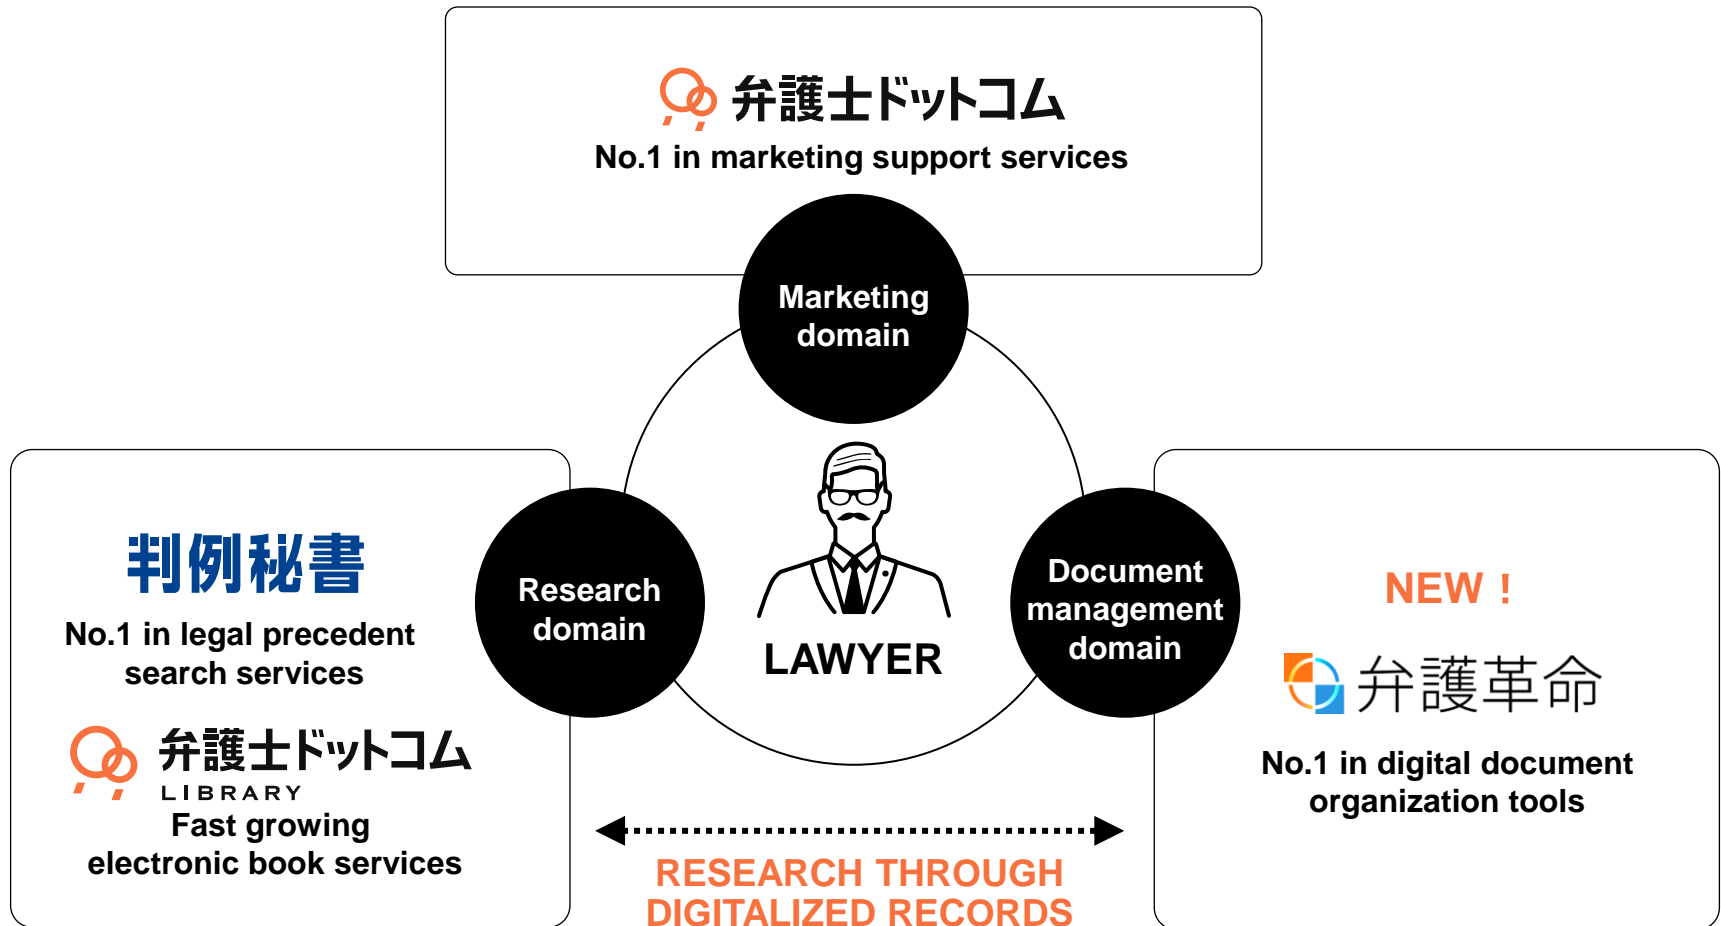 弁護士ドットコム
No.1 in marketing support services
Marketing
domain
判例秘書
No.1 in legal precedent
search services
弁護士ドットコム
LIBRARY
Fast growing
electronic book services
Research
domain
LAWYER
Document
management
domain
NEW !
弁護革命
No.1 in digital document
organization tools
RESEARCH THROUGH
DIGITALIZED RECORDS